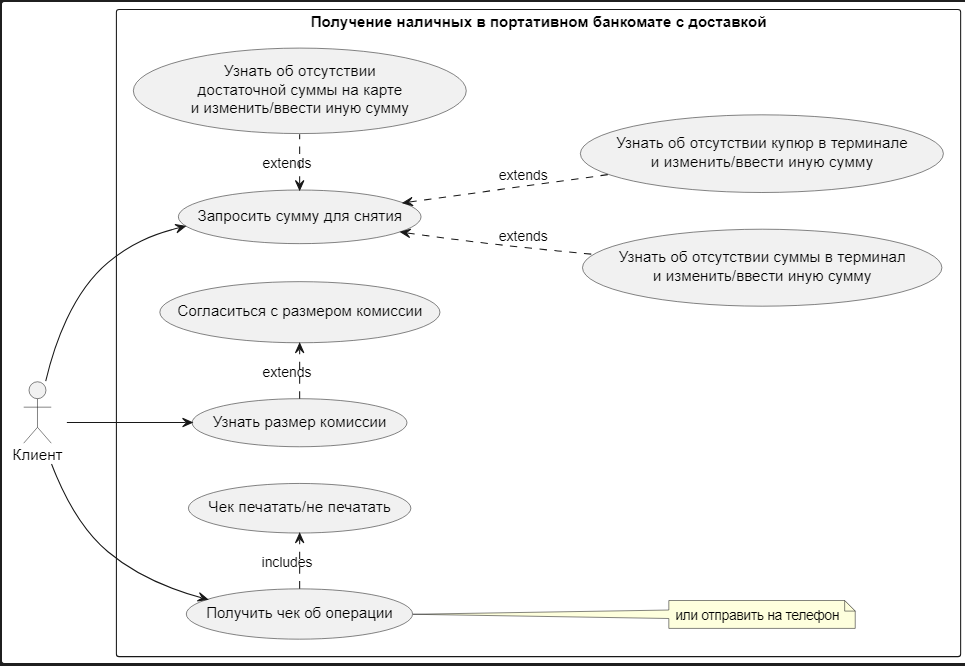 Получение наличных в портативном банкомате с доставкой
Узнать об отсутствии
достаточной суммы на карте
и изменить/ввести иную сумму
extends
Узнать об отсутствии купюр в терминале
и изменить/ввести иную сумму
extends
Запросить сумму для снятия
extends
Узнать об отсутствии суммы в терминал
и изменить/ввести иную сумму
Согласиться с размером комиссии
extends
Узнать размер комиссии
Клиент
Чек печатать/не печатать
includes
Получить чек об операции
или отправить на телефон